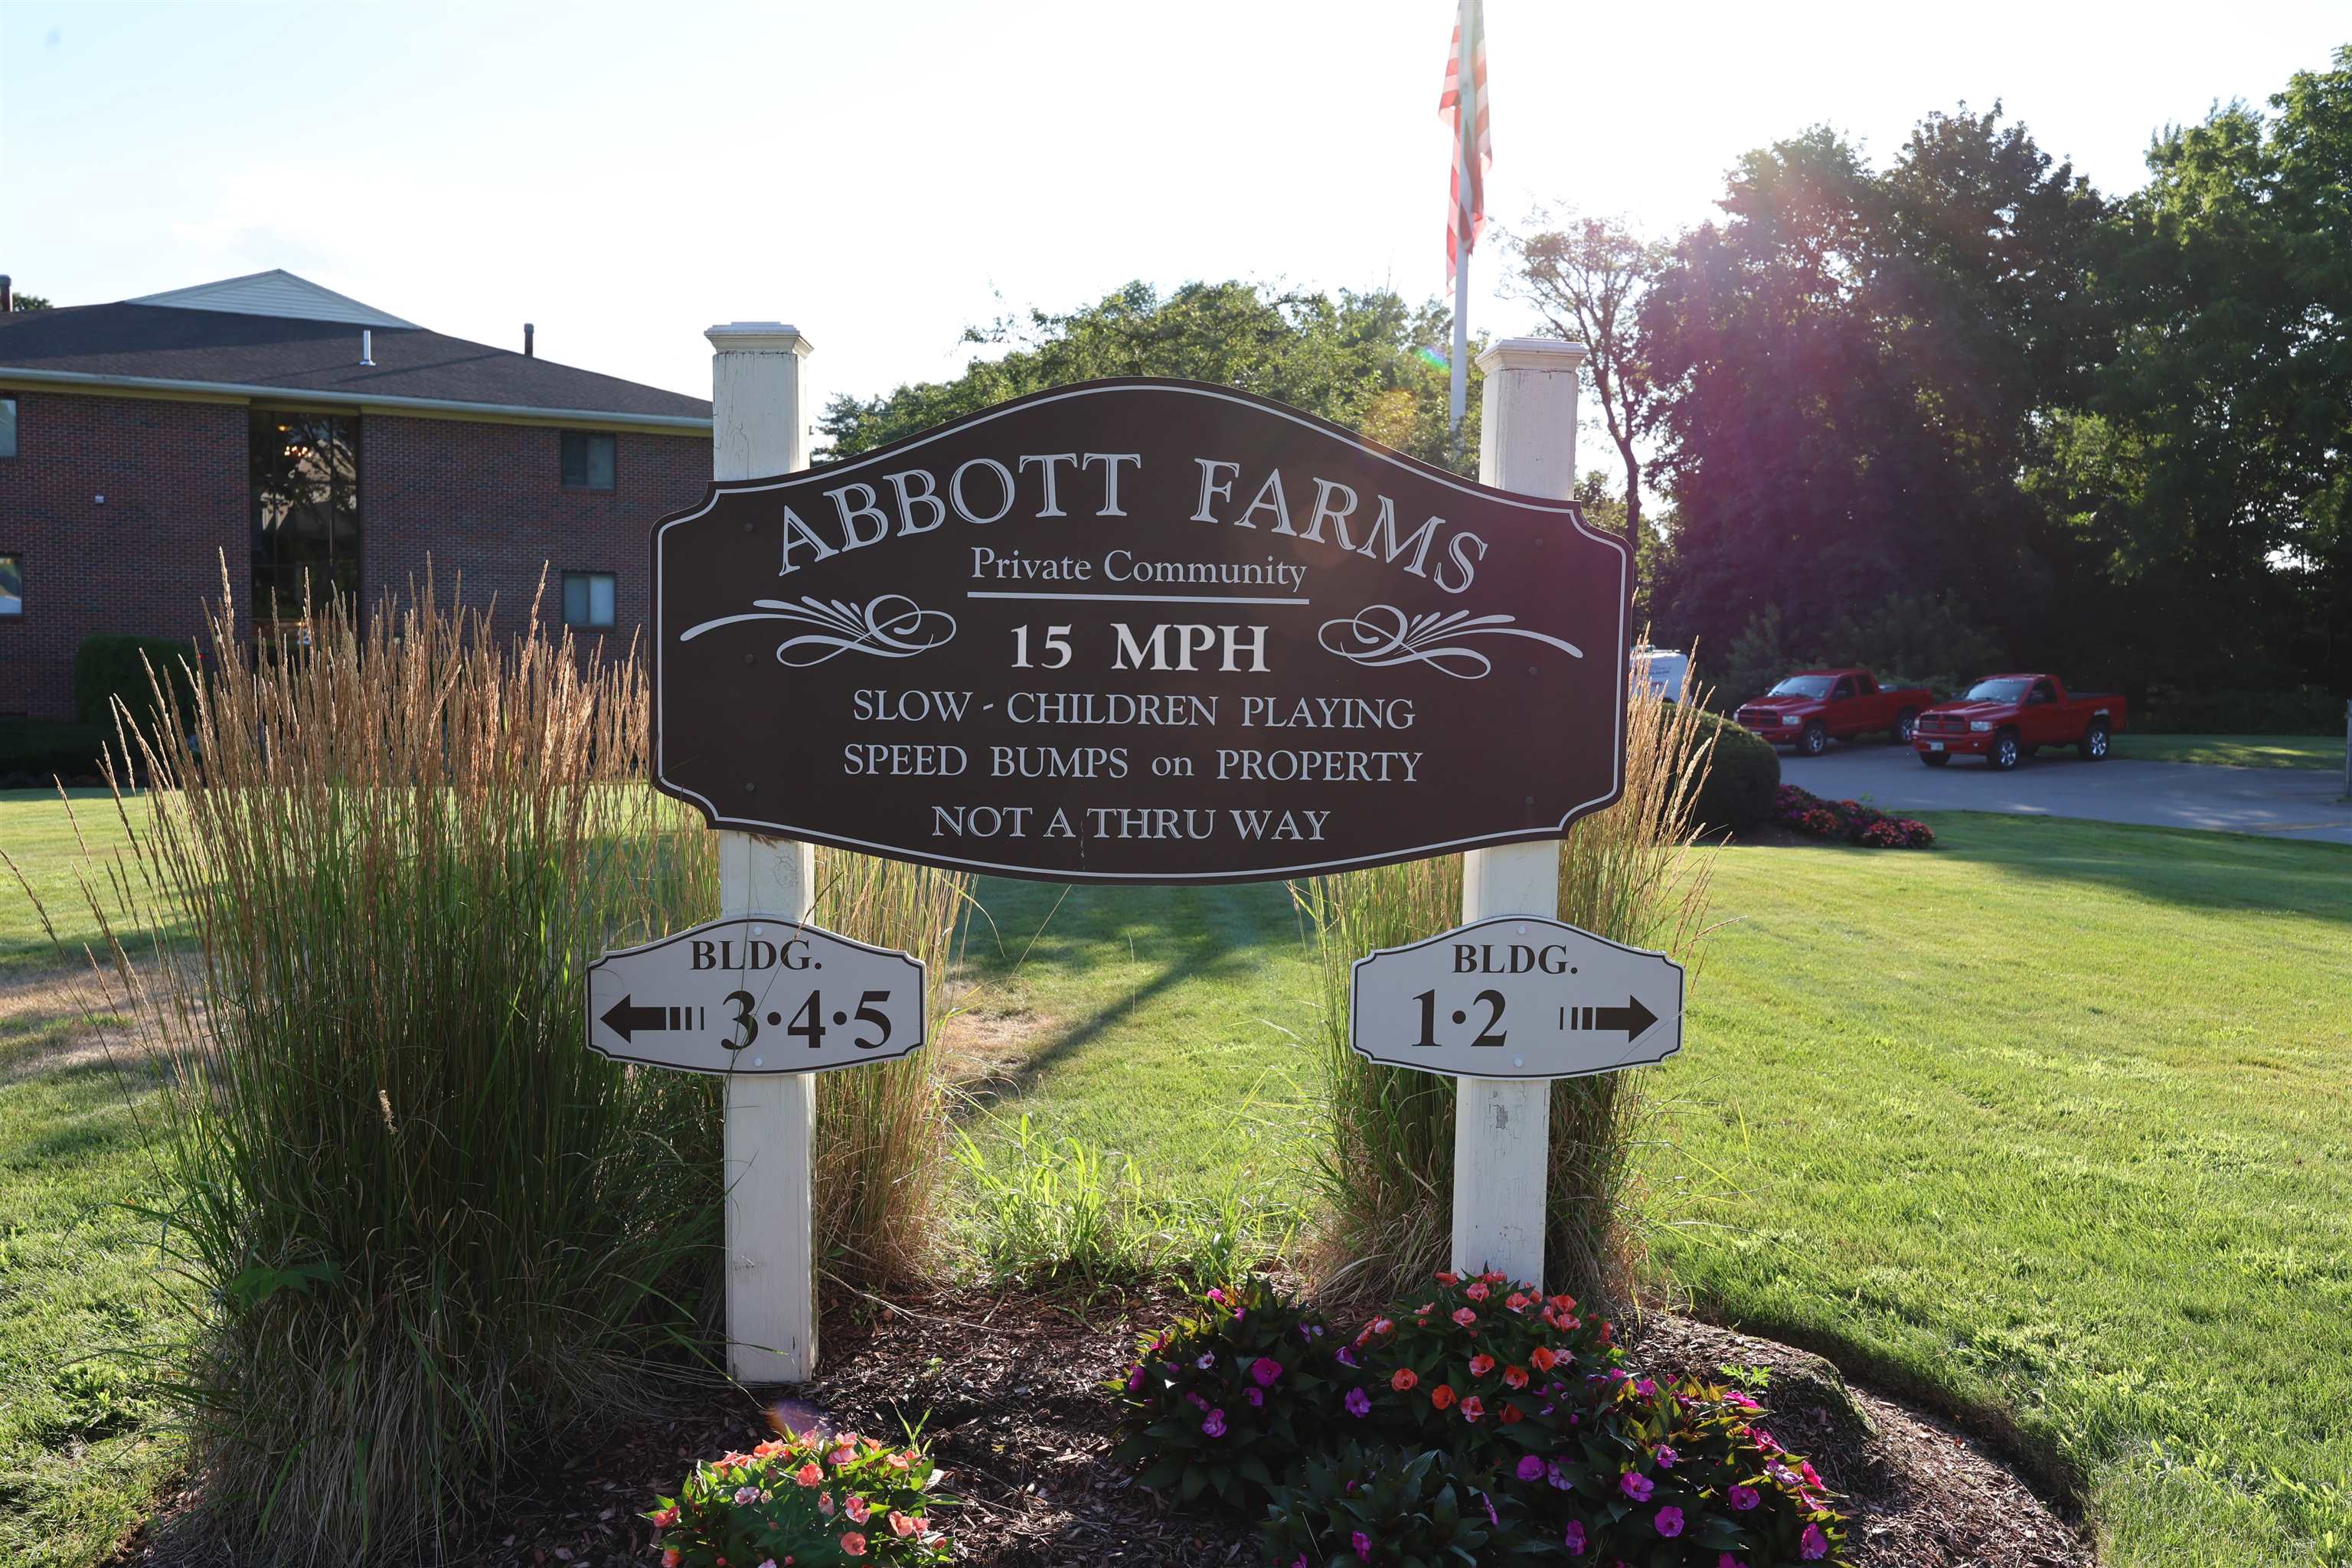 ABBOTT FARMS
Private Community
15 MPH
SLOW - CHILDREN PLAYING
SPEED BUMPS on PROPERTY
NOT A THRU WAY
BLDG.
3•4•5
BLDG.
1•2